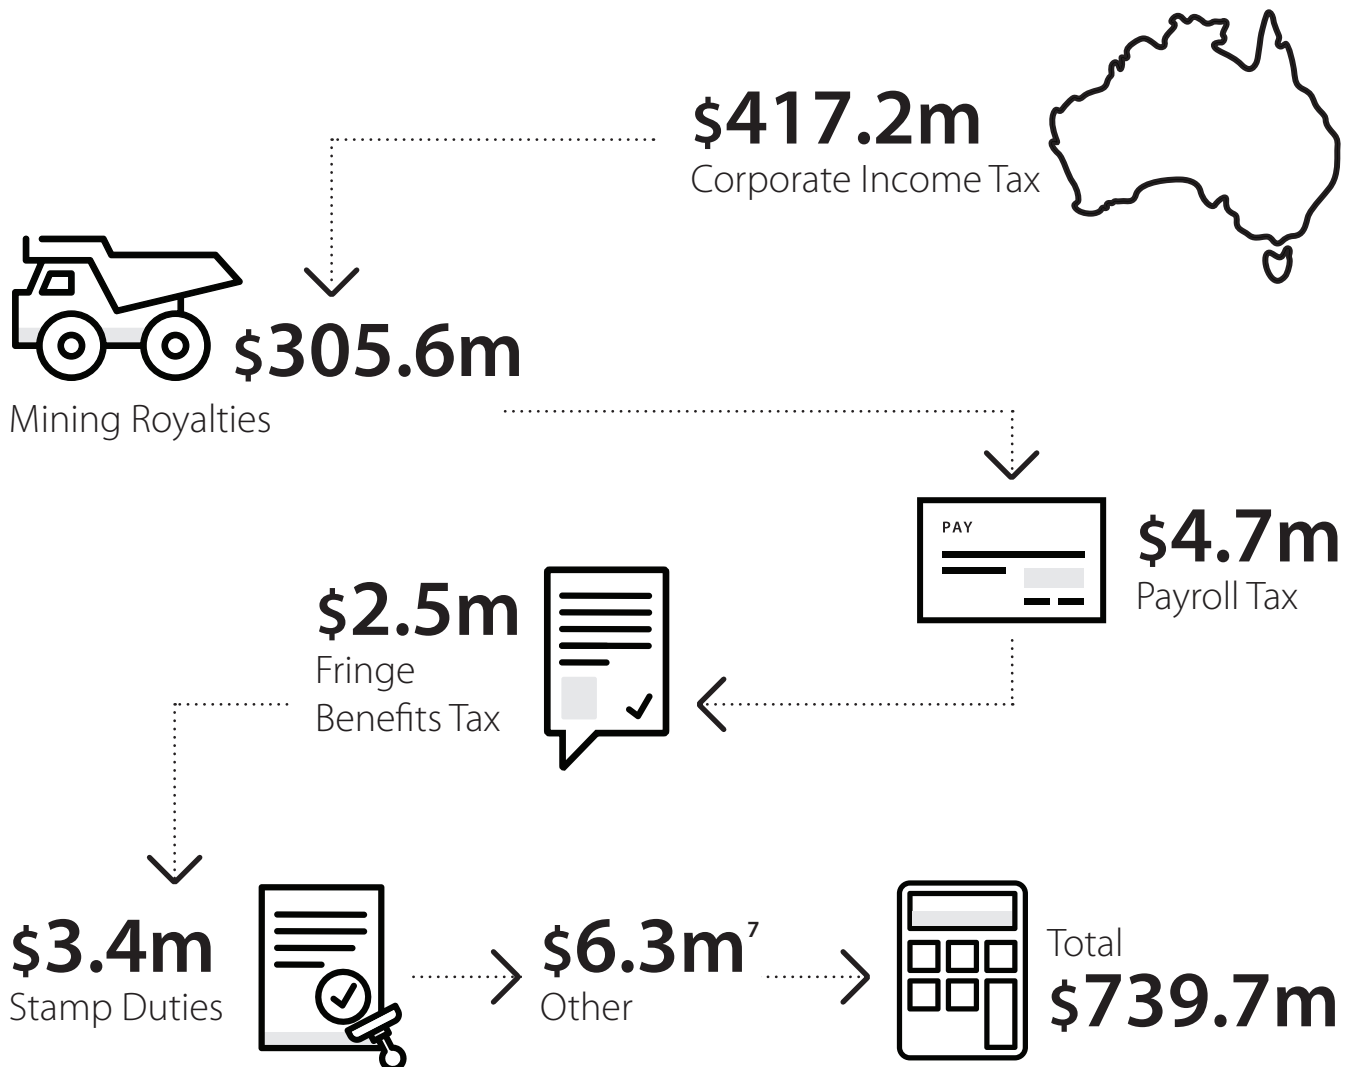 $417.2m
Corporate Income Tax
$305.6m
Mining Royalties
PAY
$4.7m
Payroll Tax
$2.5m
Fringe
Benefits Tax
$3.4m
Stamp Duties
$6.3m⁷
Other
Total
$739.7m